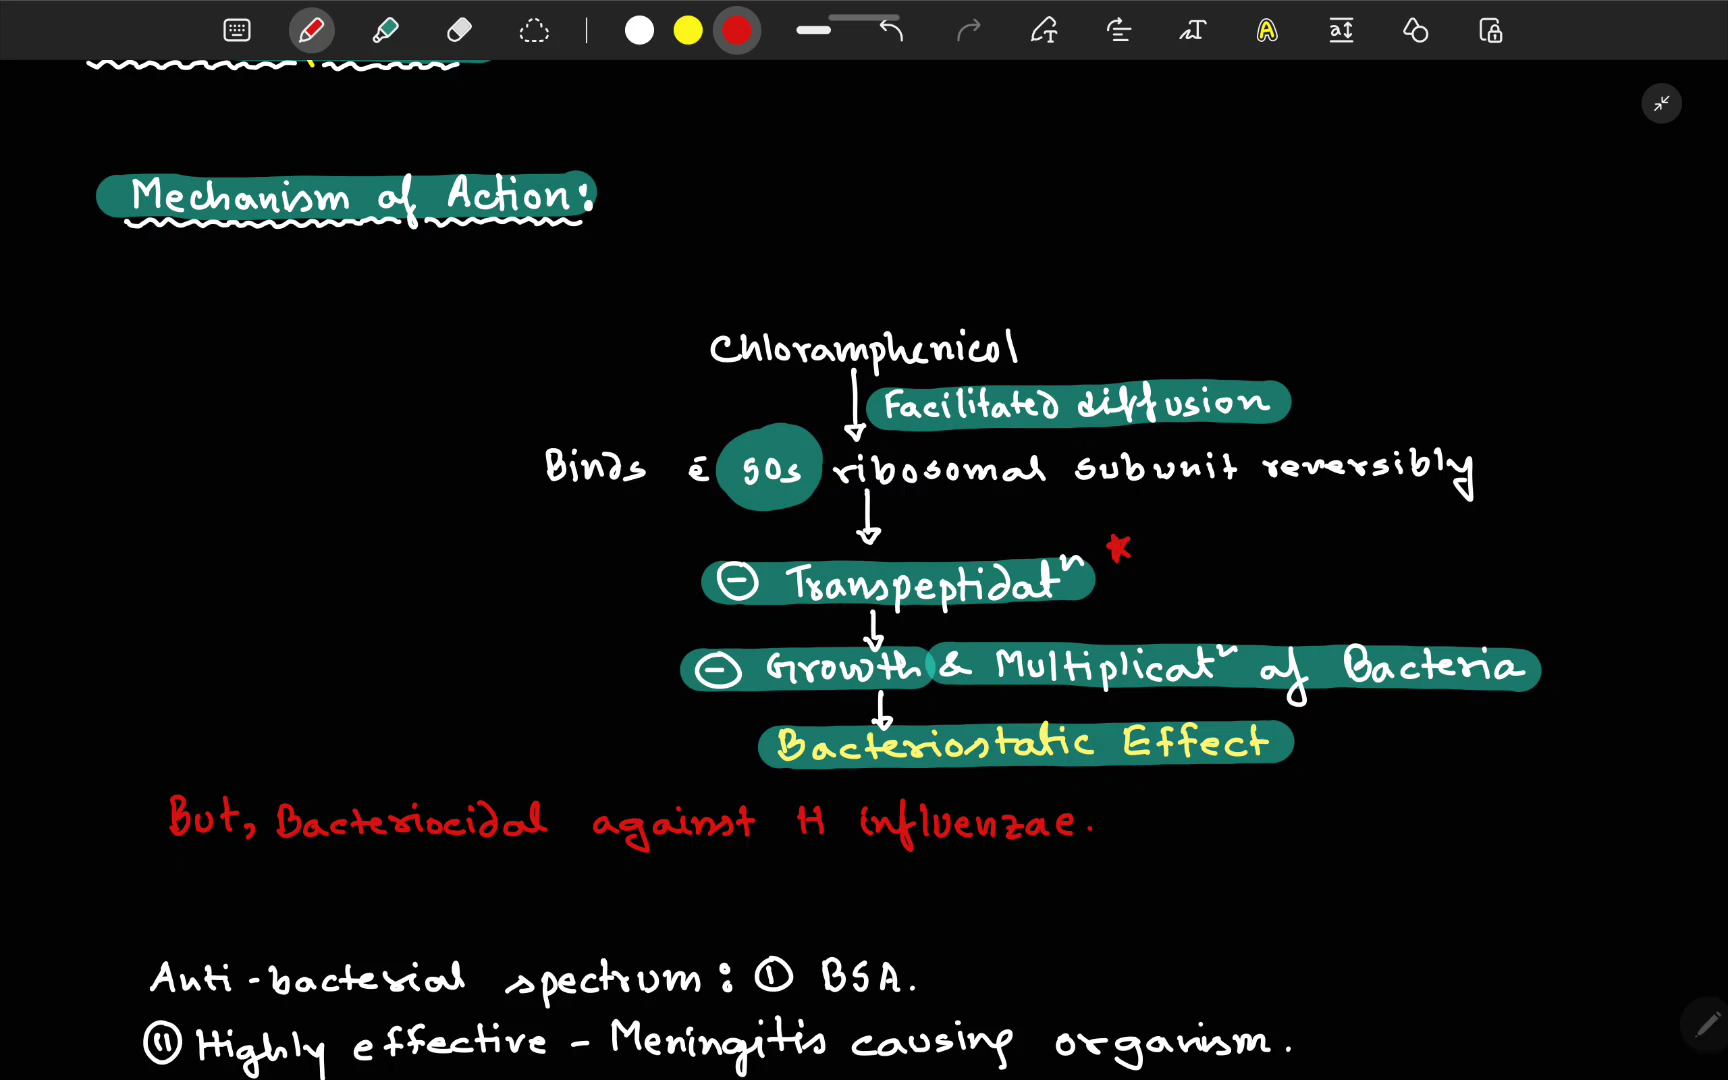 Mechanism of Action:
Chloramphenicol
Facilitated diffusion
Binds c̄ 50s ribosomal subunit reversibly
⊖ Transpeptidatⁿ
⊖ Growth & Multiplicatⁿ of Bacteria
Bacteriostatic Effect
But, Bacteriocidal against H influenzae.
Anti-bacterial spectrum: ① BSA.
ⓘⓘ Highly effective - Meningitis causing organism.